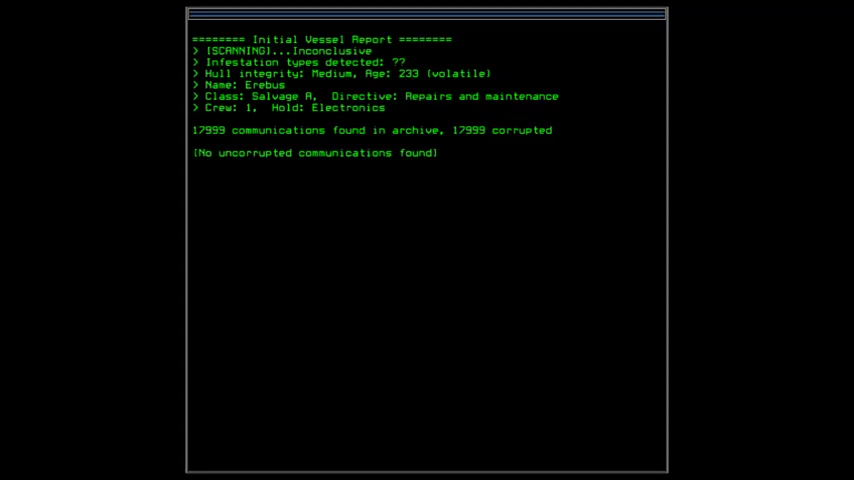 ======== Initial Vessel Report ========
> [SCANNING]...Inconclusive
> Infestation types detected: ??
> Hull integrity: Medium, Age: 233 (volatile)
> Name: Erebus
> Class: Salvage A,  Directive: Repairs and maintenance
> Crew: 1,  Hold: Electronics
17999 communications found in archive, 17999 corrupted
[No uncorrupted communications found]